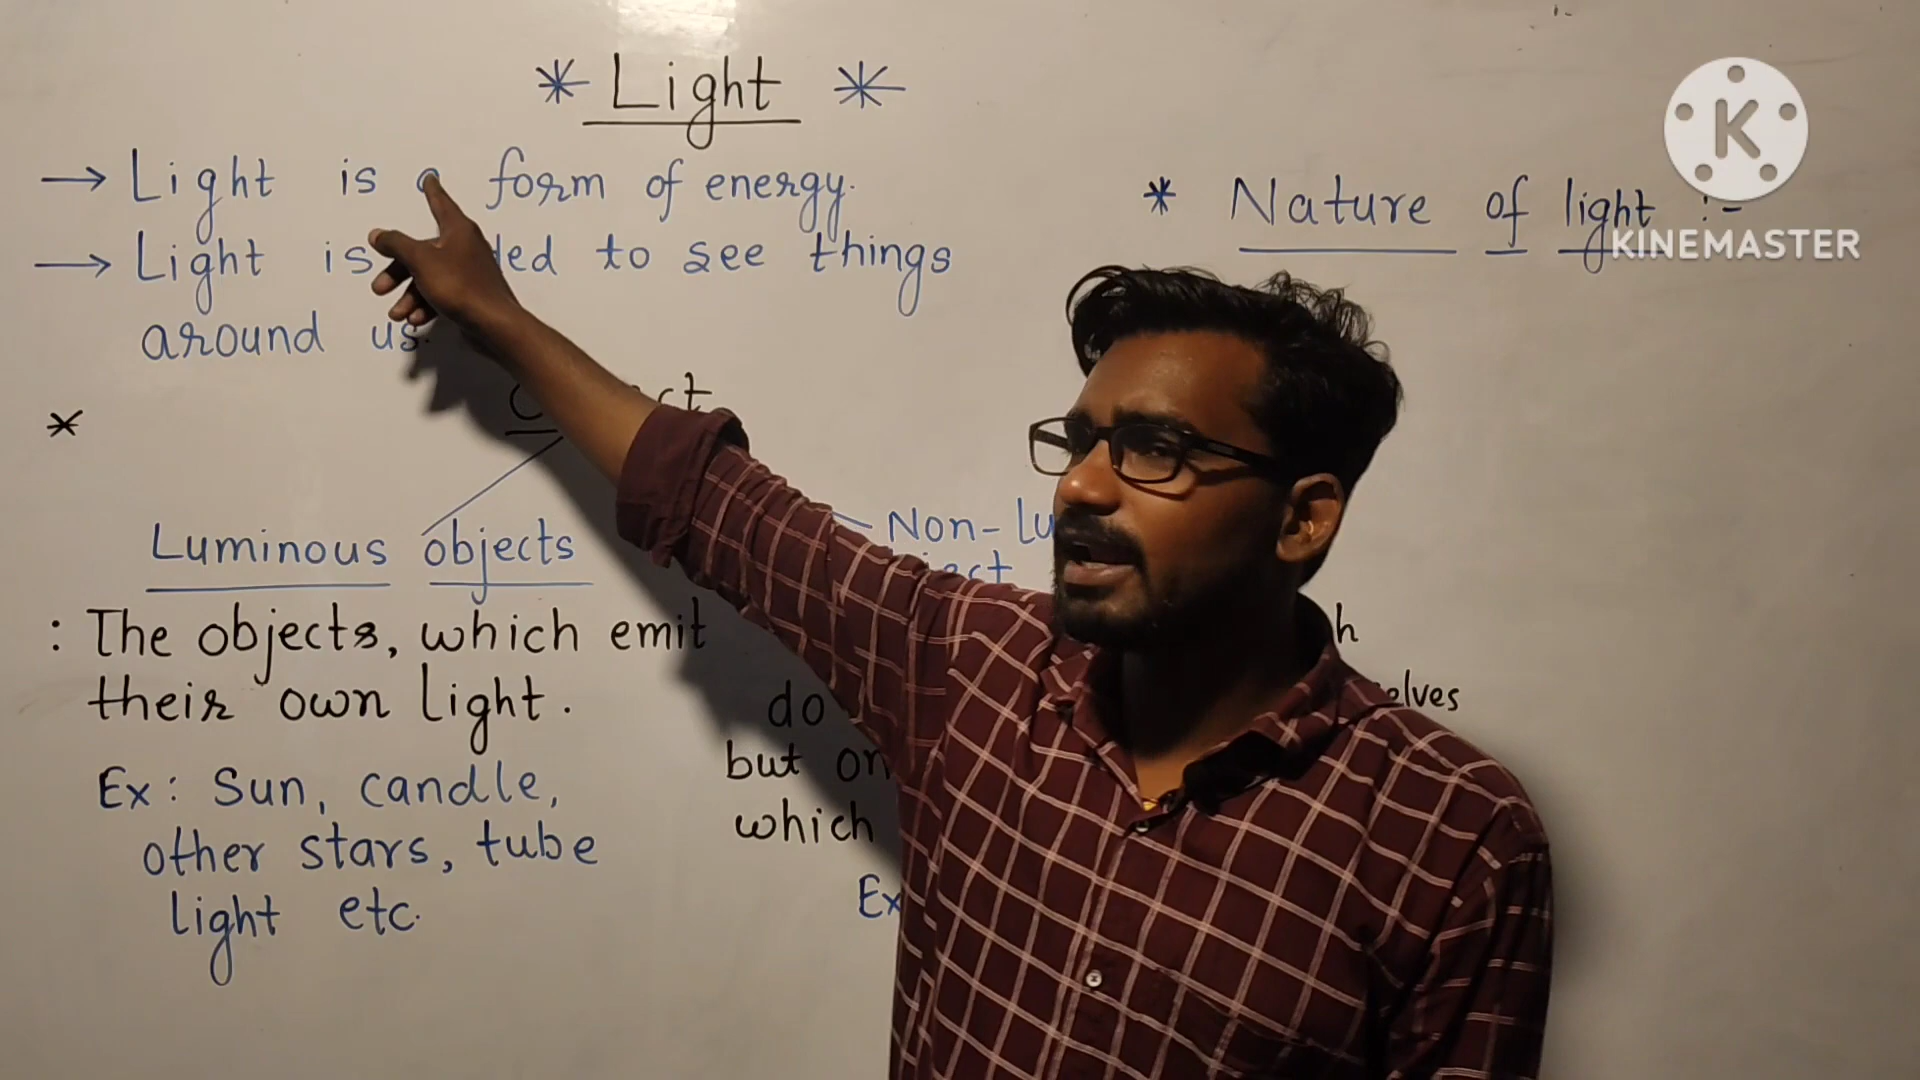 * Light *
→ Light is a form of energy.
→ Light is to see things
around us.
*
Luminous objects
: The objects, which emit
their own light.
Ex: Sun, candle,
other stars, tube
light etc.
Non-
do
but
which
Ex
* Nature of light :-
K
KINEMASTER